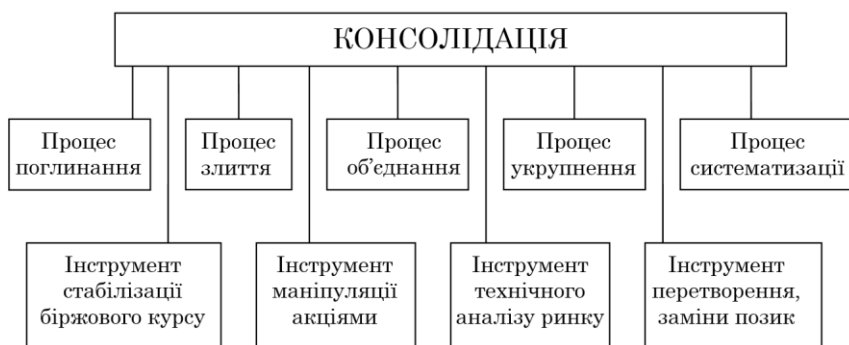 КОНСОЛІДАЦІЯ
Процес
поглинання
Процес
злиття
Процес
об’єднання
Процес
укрупнення
Процес
систематизації
Інструмент
стабілізації
біржового курсу
Інструмент
маніпуляції
акціями
Інструмент
технічного
аналізу ринку
Інструмент
перетворення,
заміни позик